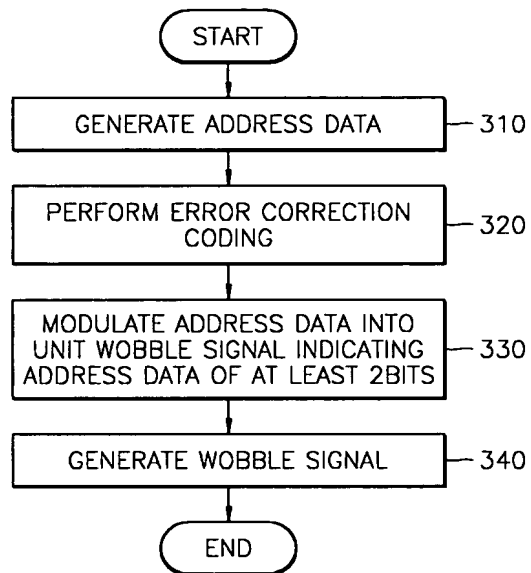 START
GENERATE ADDRESS DATA
310
PERFORM ERROR CORRECTION
CODING
320
MODULATE ADDRESS DATA INTO
UNIT WOBBLE SIGNAL INDICATING
ADDRESS DATA OF AT LEAST 2BITS
330
GENERATE WOBBLE SIGNAL
340
END